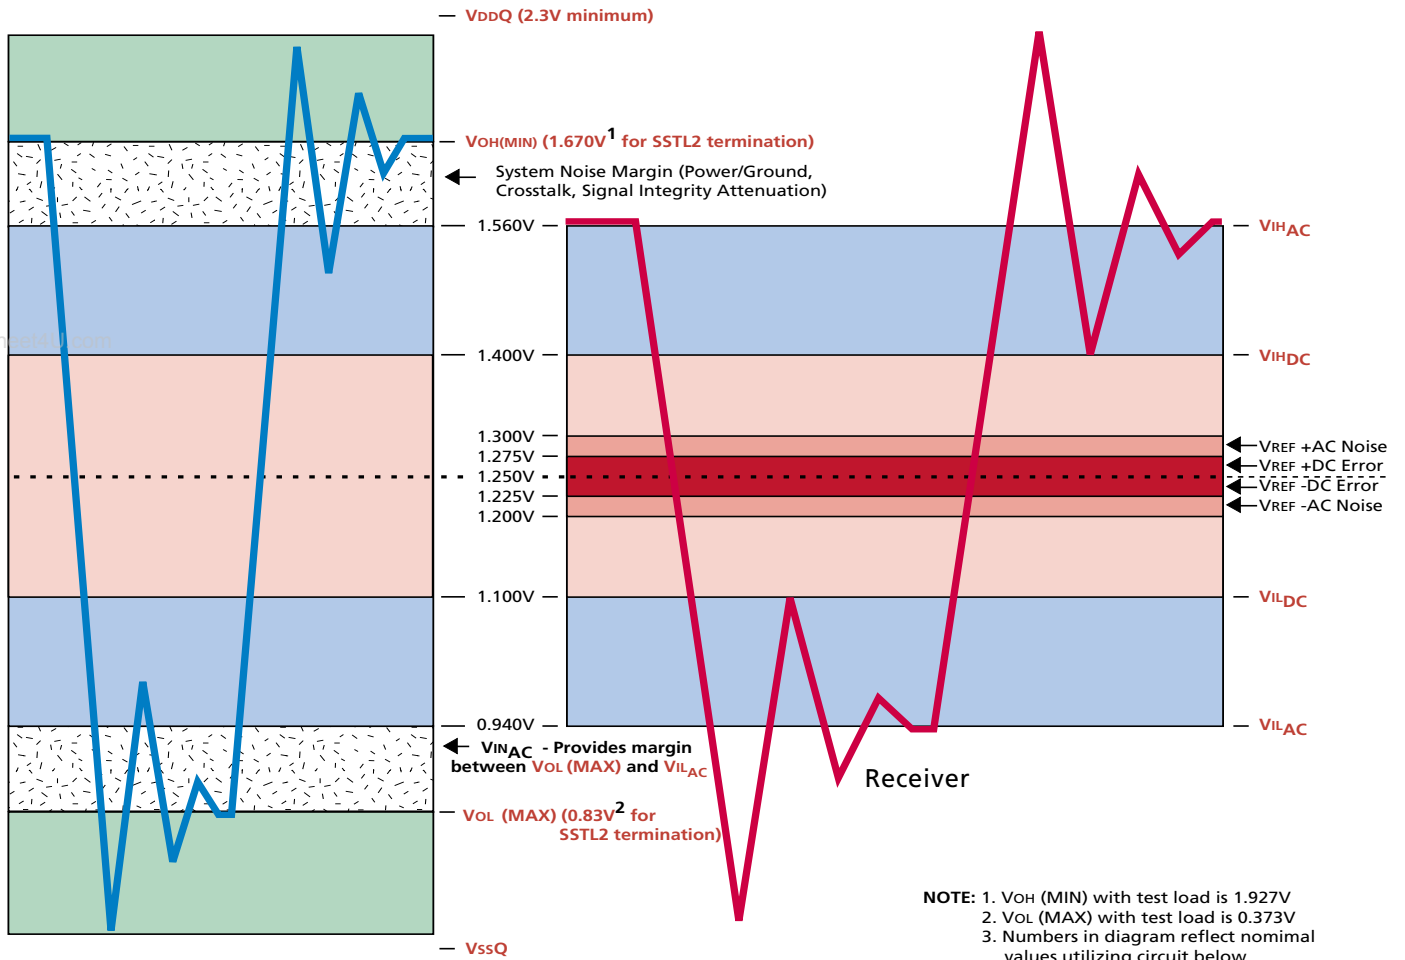 VDDQ (2.3V minimum)
VOH(MIN) (1.670V1 for SSTL2 termination)
System Noise Margin (Power/Ground,
Crosstalk, Signal Integrity Attenuation)
1.560V
VIHAC
1.400V
VIHDC
1.300V
VREF +AC Noise
1.275V
VREF +DC Error
1.250V
VREF -DC Error
1.225V
VREF -AC Noise
1.200V
1.100V
VILDC
0.940V
VILAC
VINAC - Provides margin
between VOL (MAX) and VILAC
Receiver
VOL (MAX) (0.83V2 for
SSTL2 termination)
NOTE: 1. VOH (MIN) with test load is 1.927V
2. VOL (MAX) with test load is 0.373V
3. Numbers in diagram reflect nomimal
values utilizing circuit below
VSSQ